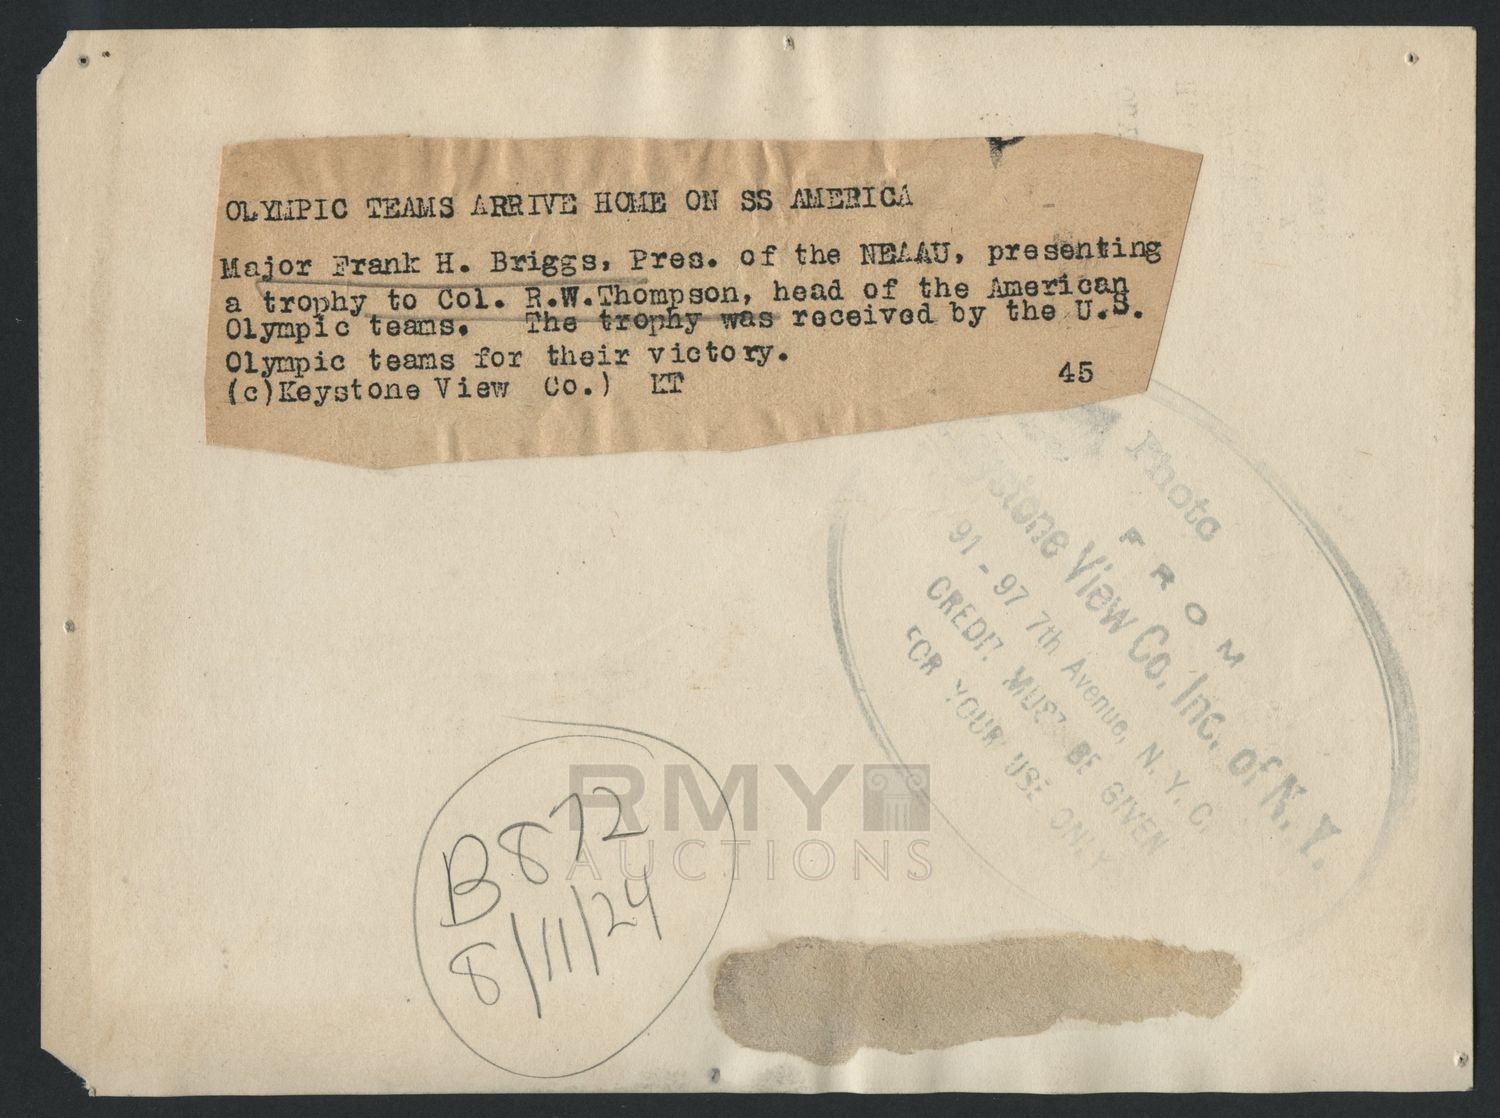 OLYMPIC TEAMS ARRIVE HOME ON SS AMERICA
Major Frank H. Briggs, Pres. of the NEAAU, presenting
a trophy to Col. R.W.Thompson, head of the American
Olympic teams. The trophy was received by the U.S.
Olympic teams for their victory.
(c)Keystone View Co.) KT 45
Photo
FROM
Keystone View Co. Inc. of N. Y.
91 - 97 7th Avenue, N. Y. C.
CREDIT MUST BE GIVEN
FOR YOUR USE ONLY
RMY
AUCTIONS
B872
8/11/24